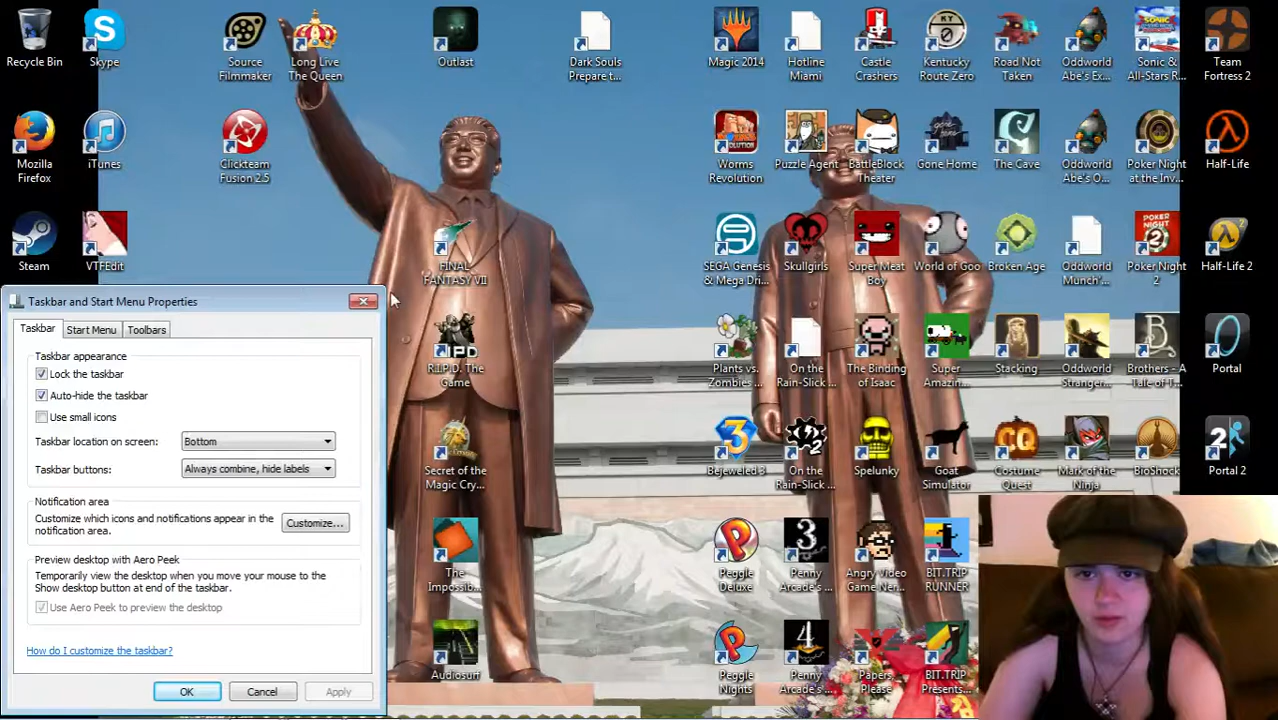 Recycle Bin
Skype
Source
Filmmaker
Long Live
The Queen
Outlast
Dark Souls
Prepare t...
Magic 2014
Hotline
Miami
Castle
Crashers
KY
Kentucky
Route Zero
Road Not
Taken
Oddworld
Abe's Ex...
Sonic &
All-Stars R...
Team
Fortress 2
Mozilla
Firefox
iTunes
Clickteam
Fusion 2.5
Worms
Revolution
Puzzle Agent
BattleBlock
Theater
Gone Home
The Cave
Oddworld
Abe's O...
Poker Night
at the Inv...
Half-Life
Steam
VTFEdit
FINAL
FANTASY VII
SEGA Genesis
& Mega Dri...
Skullgirls
Super Meat
Boy
World of Goo
Broken Age
Oddworld
Munch'...
Poker Night
2
Half-Life 2
R.I.P.D. The
Game
Plants vs.
Zombies ...
On the
Rain-Slick ...
The Binding
of Isaac
Super
Amazin...
Stacking
Oddworld
Stranger...
Brothers - A
Tale of T...
Portal
Secret of the
Magic Cry...
Bejeweled 3
On the
Rain-Slick ...
Spelunky
Goat
Simulator
Costume
Quest
Mark of the
Ninja
BioShock
Portal 2
The
Impossib...
Peggle
Deluxe
Penny
Arcade's ...
Angry Video
Game Ner...
BIT.TRIP
RUNNER
Audiosurf
Peggle
Nights
Penny
Arcade's ...
Papers,
Please
BIT.TRIP
Presents...
Taskbar and Start Menu Properties
Taskbar
Start Menu
Toolbars
Taskbar appearance
Lock the taskbar
Auto-hide the taskbar
Use small icons
Taskbar location on screen:
Bottom
Taskbar buttons:
Always combine, hide labels
Notification area
Customize which icons and notifications appear in the
notification area.
Customize...
Preview desktop with Aero Peek
Temporarily view the desktop when you move your mouse to the
Show desktop button at end of the taskbar.
Use Aero Peek to preview the desktop
How do I customize the taskbar?
OK
Cancel
Apply